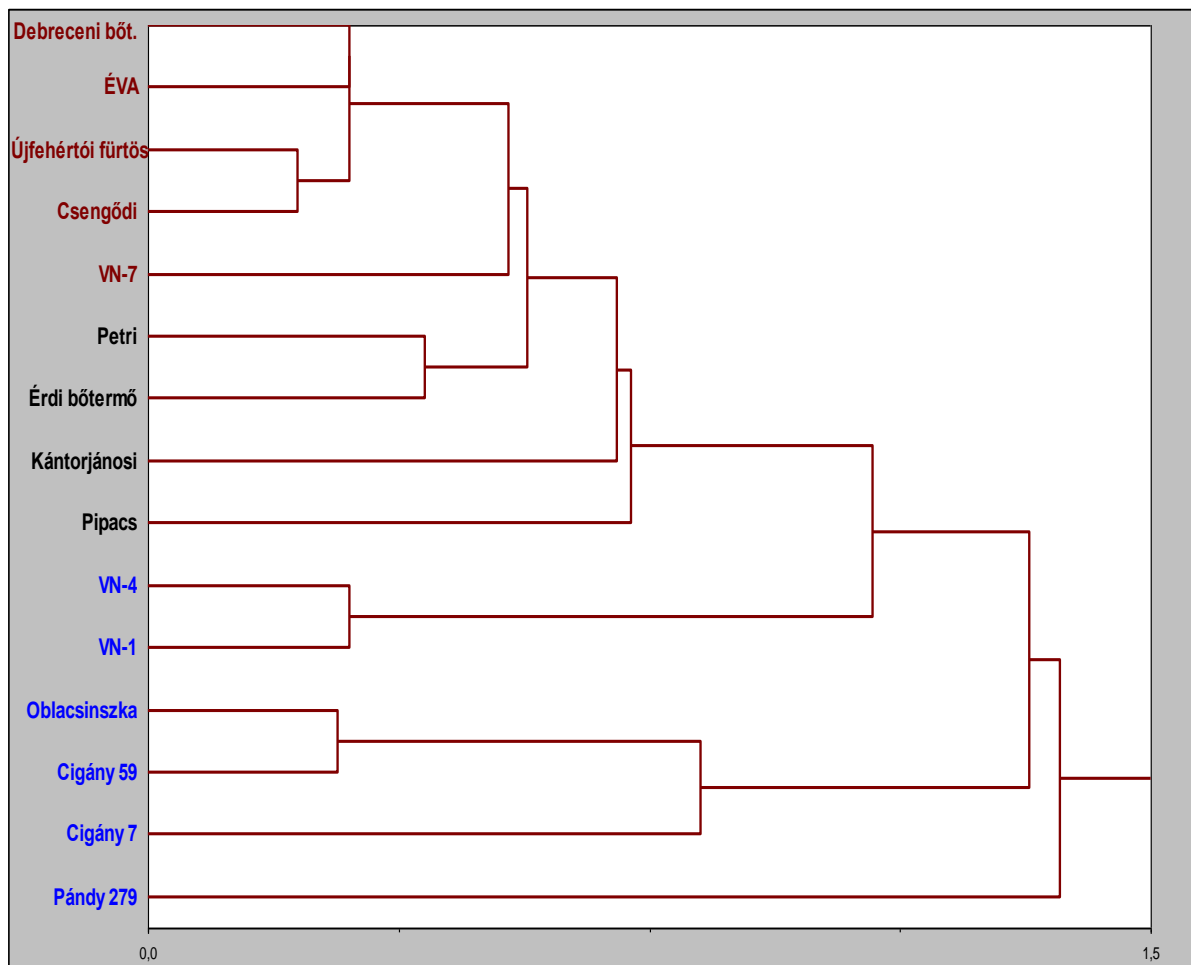 Debreceni bőt.
ÉVA
Újfehértói fürtös
Csengődi
VN-7
Petri
Érdi bőtermő
Kántorjánosi
Pipacs
VN-4
VN-1
Oblacsinszka
Cigány 59
Cigány 7
Pándy 279
0,0
1,5